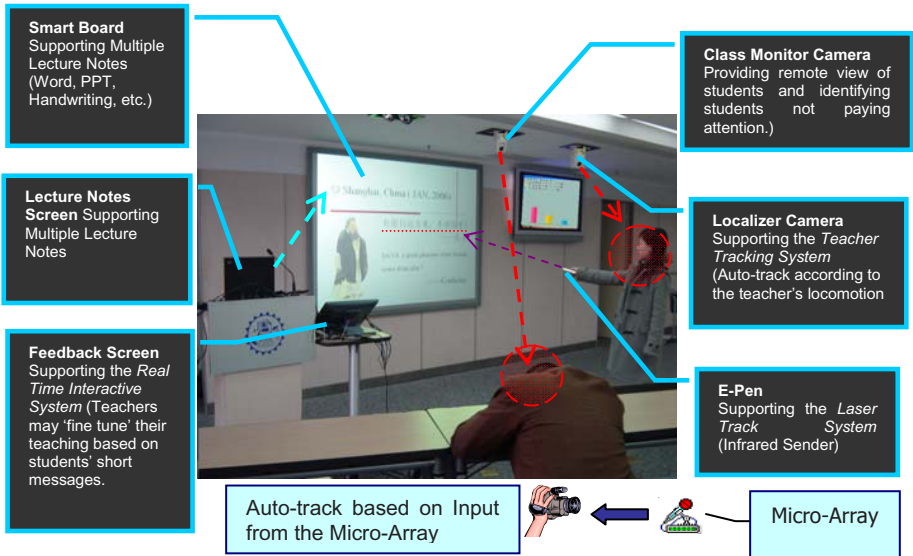 Smart Board
Supporting Multiple
Lecture Notes
(Word, PPT,
Handwriting, etc.)
Class Monitor Camera
Providing remote view of
students and identifying
students not paying
attention.)
Lecture Notes
Screen Supporting
Multiple Lecture
Notes
Shanghai, China ( JAN, 2006)
Localizer Camera
Supporting the Teacher
Tracking System
(Auto-track according to
the teacher's locomotion
Feedback Screen
Supporting the Real
Time Interactive
System (Teachers
may 'fine tune' their
teaching based on
students' short
messages.
E-Pen
Supporting the Laser
Track System
(Infrared Sender)
Auto-track based on Input
from the Micro-Array
Micro-Array